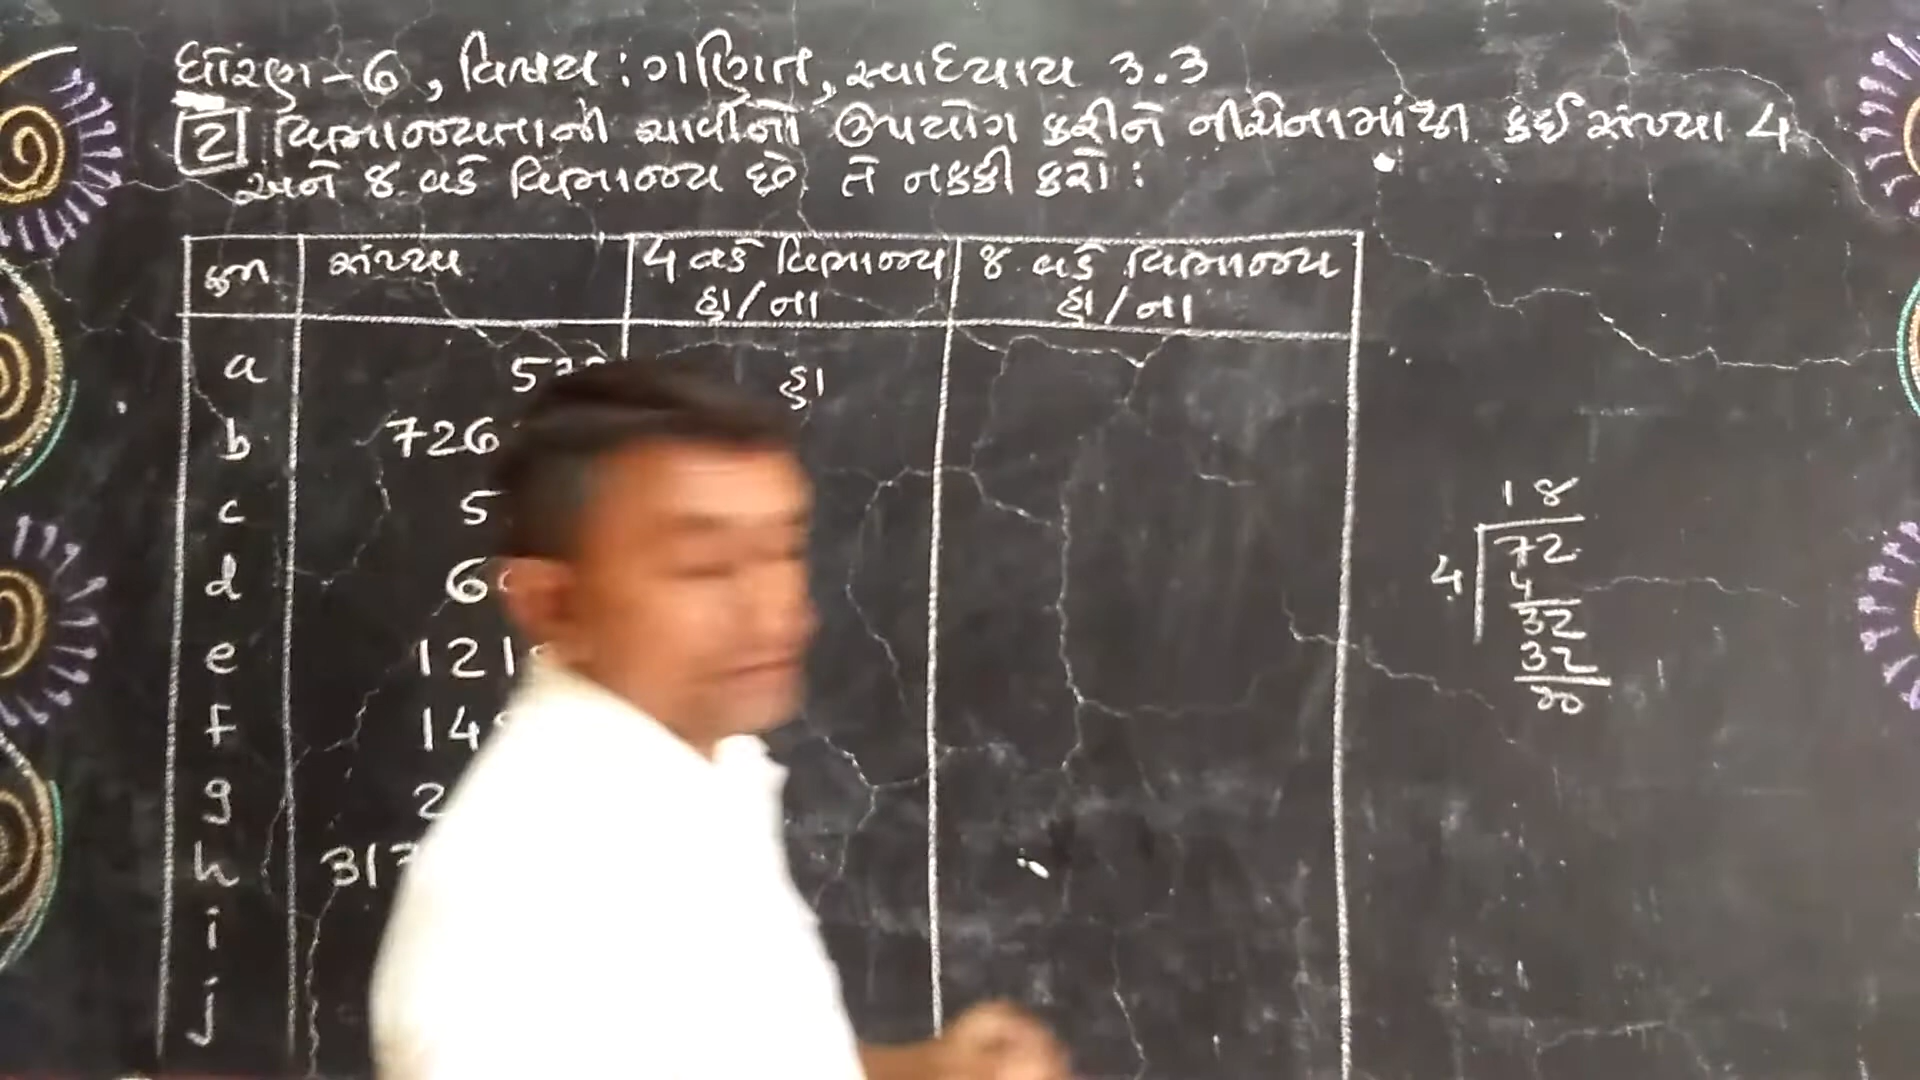 ધોરણ-6, વિષય : ગણિત, સ્વાધ્યાય 3.3
2 વિભાજ્યતાની ચાવીનો ઉપયોગ કરીને નીચેનામાંથી કઈ સંખ્યા 4
અને 8 વડે વિભાજ્ય છે તે નક્કી કરો :
ક્રમ સંખ્યા 4 વડે વિભાજ્ય હા/ના 8 વડે વિભાજ્ય હા/ના
a હા
b 726
c 5
d 6
e 121
f 14
g 2
h 31
i
j
18
4 72
4
32
32
00